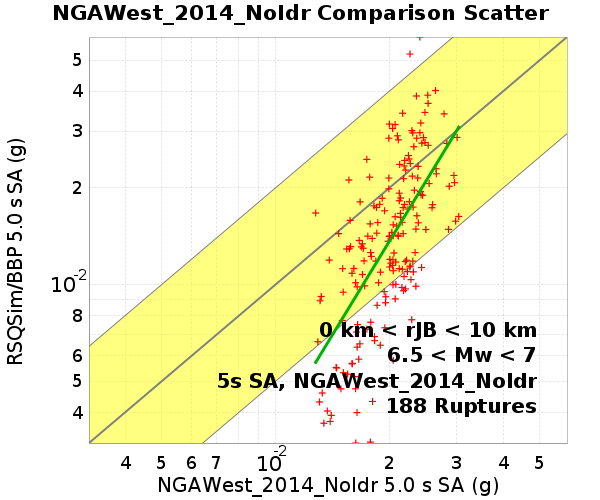 NGAWest_2014_NoIdr Comparison Scatter
RSQSim/BBP 5.0 s SA (g)
5
4
3
2
10-2
8
6
5
4
0 km < rJB < 10 km
6.5 < Mw < 7
5s SA, NGAWest_2014_NoIdr
188 Ruptures
4 5 6 7 10-2 2 3 4 5
NGAWest_2014_NoIdr 5.0 s SA (g)